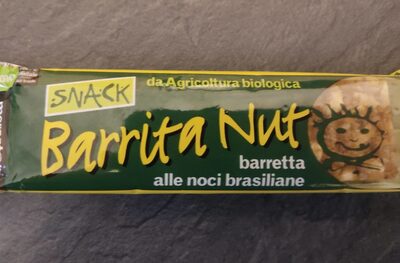 SNACK
da Agricoltura biologica
Barrita Nut
barretta
alle noci brasiliane